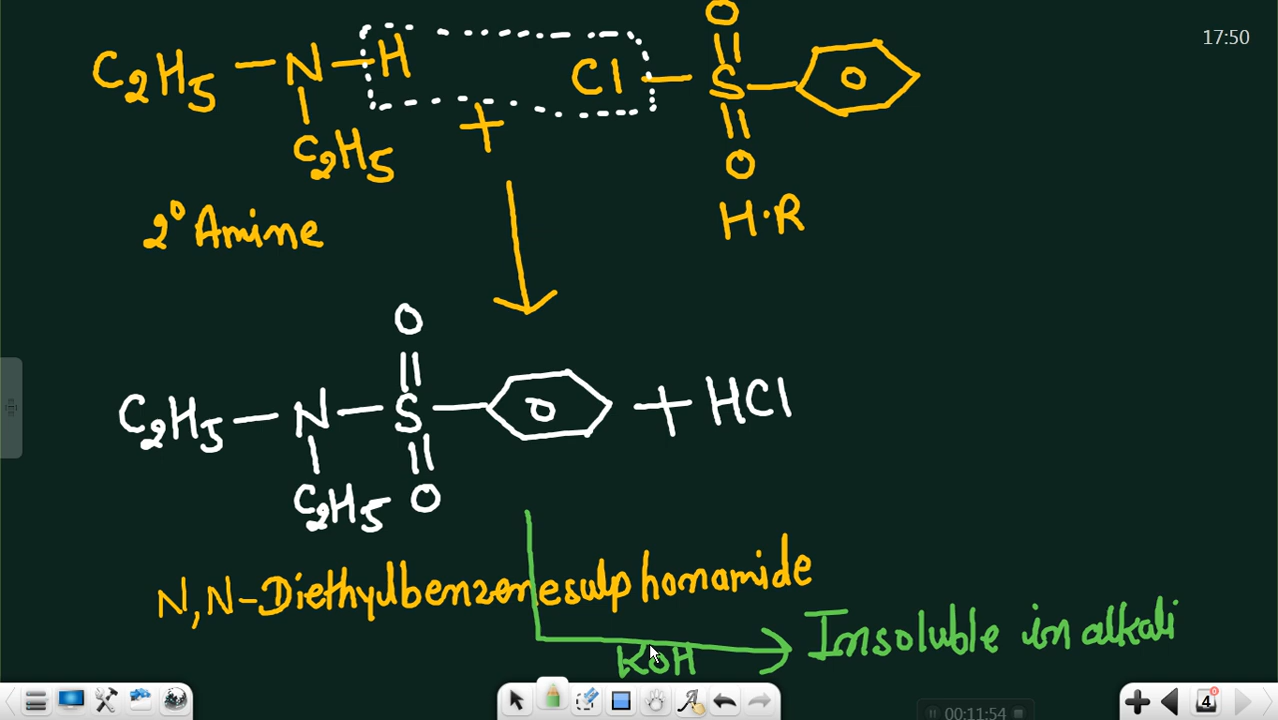 17:50
O
C2H5 — N — H Cl — S
+
C2H5
O
2° Amine
H·R
O
C2H5 — N — S + HCl
C2H5 O
N,N-Diethylbenzenesulphonamide
Insoluble in alkali
KOH
4
00:11:54